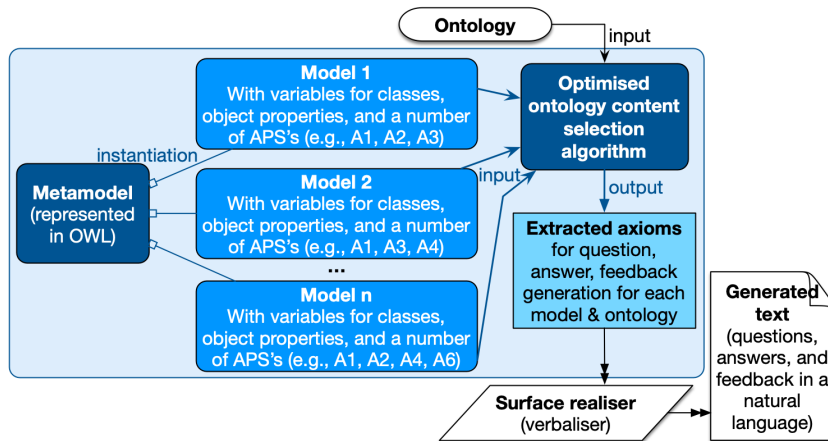 Ontology
input
Model 1
With variables for classes,
object properties, and a number
of APS's (e.g., A1, A2, A3)
Optimised
ontology content
selection
algorithm
instantiation
Metamodel
(represented
in OWL)
Model 2
With variables for classes,
object properties, and a number
of APS's (e.g., A1, A3, A4)
input
output
...
Model n
With variables for classes,
object properties, and a number
of APS's (e.g., A1, A2, A4, A6)
Extracted axioms
for question,
answer, feedback
generation for each
model & ontology
Generated
text
(questions,
answers, and
feedback in a
natural
language)
Surface realiser
(verbaliser)